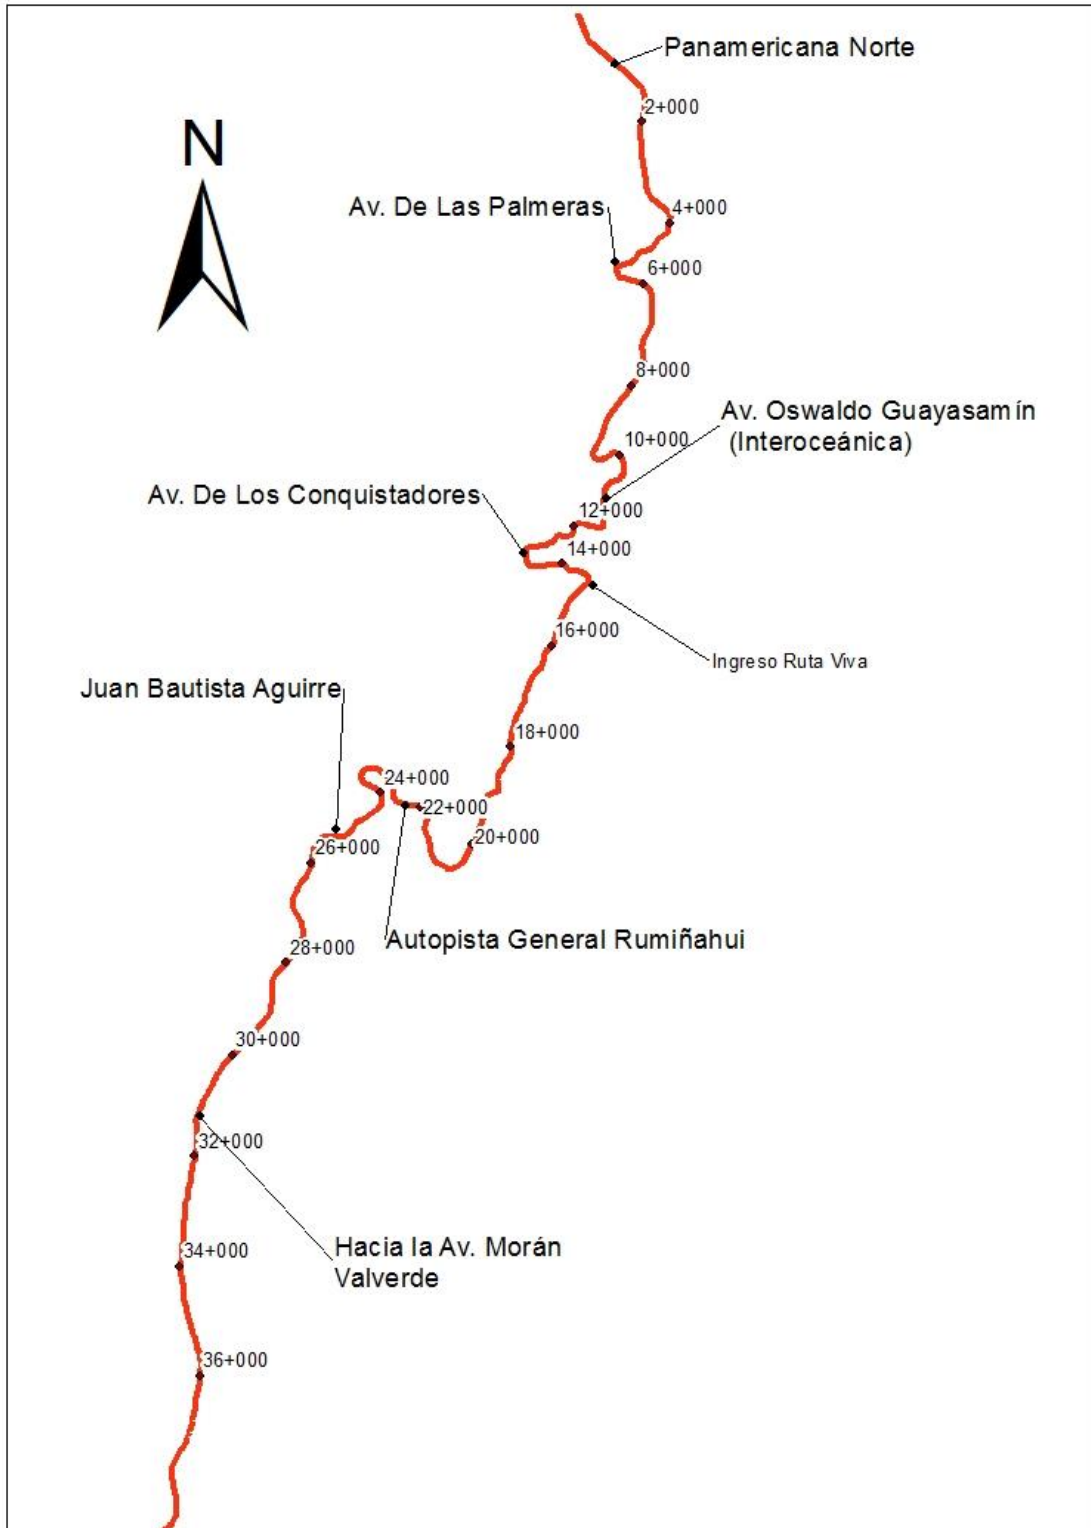 Panamericana Norte
N
2+000
Av. De Las Palmeras
4+000
6+000
8+000
Av. Oswaldo Guayasamín
(Interoceánica)
10+000
Av. De Los Conquistadores
12+000
14+000
16+000
Ingreso Ruta Viva
Juan Bautista Aguirre
18+000
24+000
22+000
20+000
26+000
Autopista General Rumiñahui
28+000
30+000
32+000
Hacia la Av. Morán
Valverde
34+000
36+000